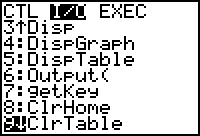 CTL I/O EXEC
3↑Disp
4:DispGraph
5:DispTable
6:Output(
7:getKey
8:ClrHome
9↓ClrTable